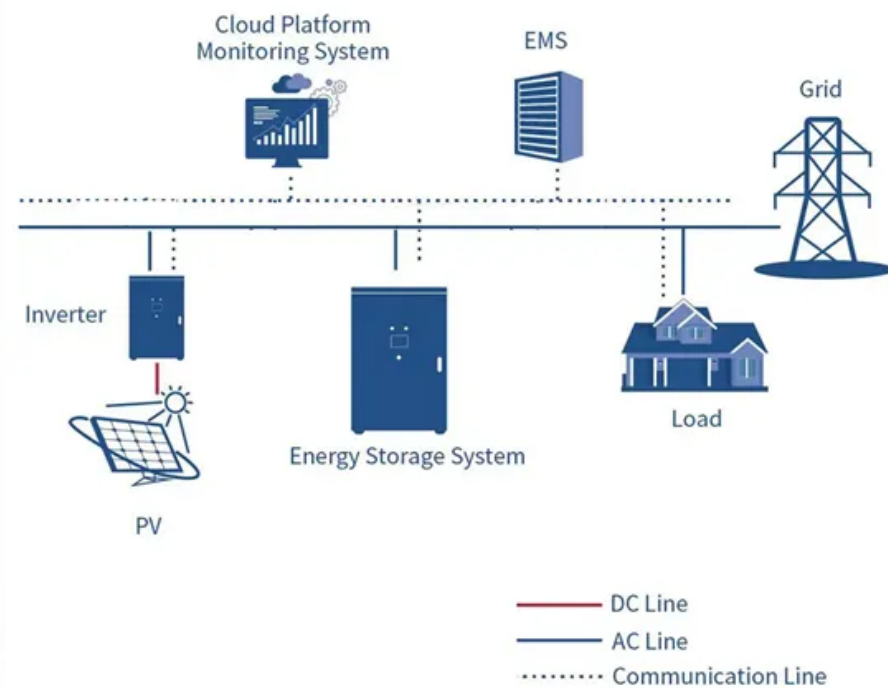 Cloud Platform
Monitoring System
EMS
Grid
Inverter
Load
Energy Storage System
PV
DC Line
AC Line
Communication Line